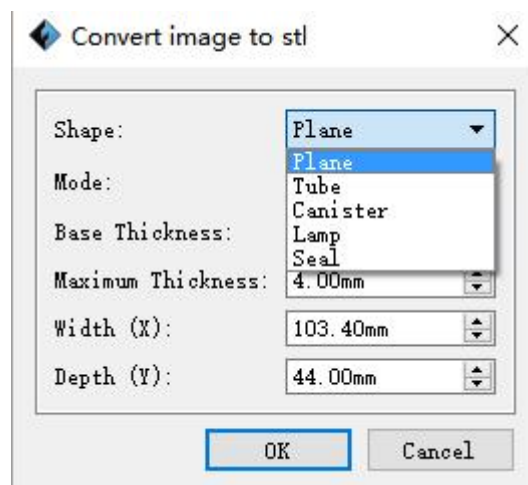 Convert image to stl
Shape: Plane
Plane
Mode:
Tube
Canister
Base Thickness:
Lamp
Seal
Maximum Thickness: 4.00mm
Width (X): 103.40mm
Depth (Y): 44.00mm
OK Cancel